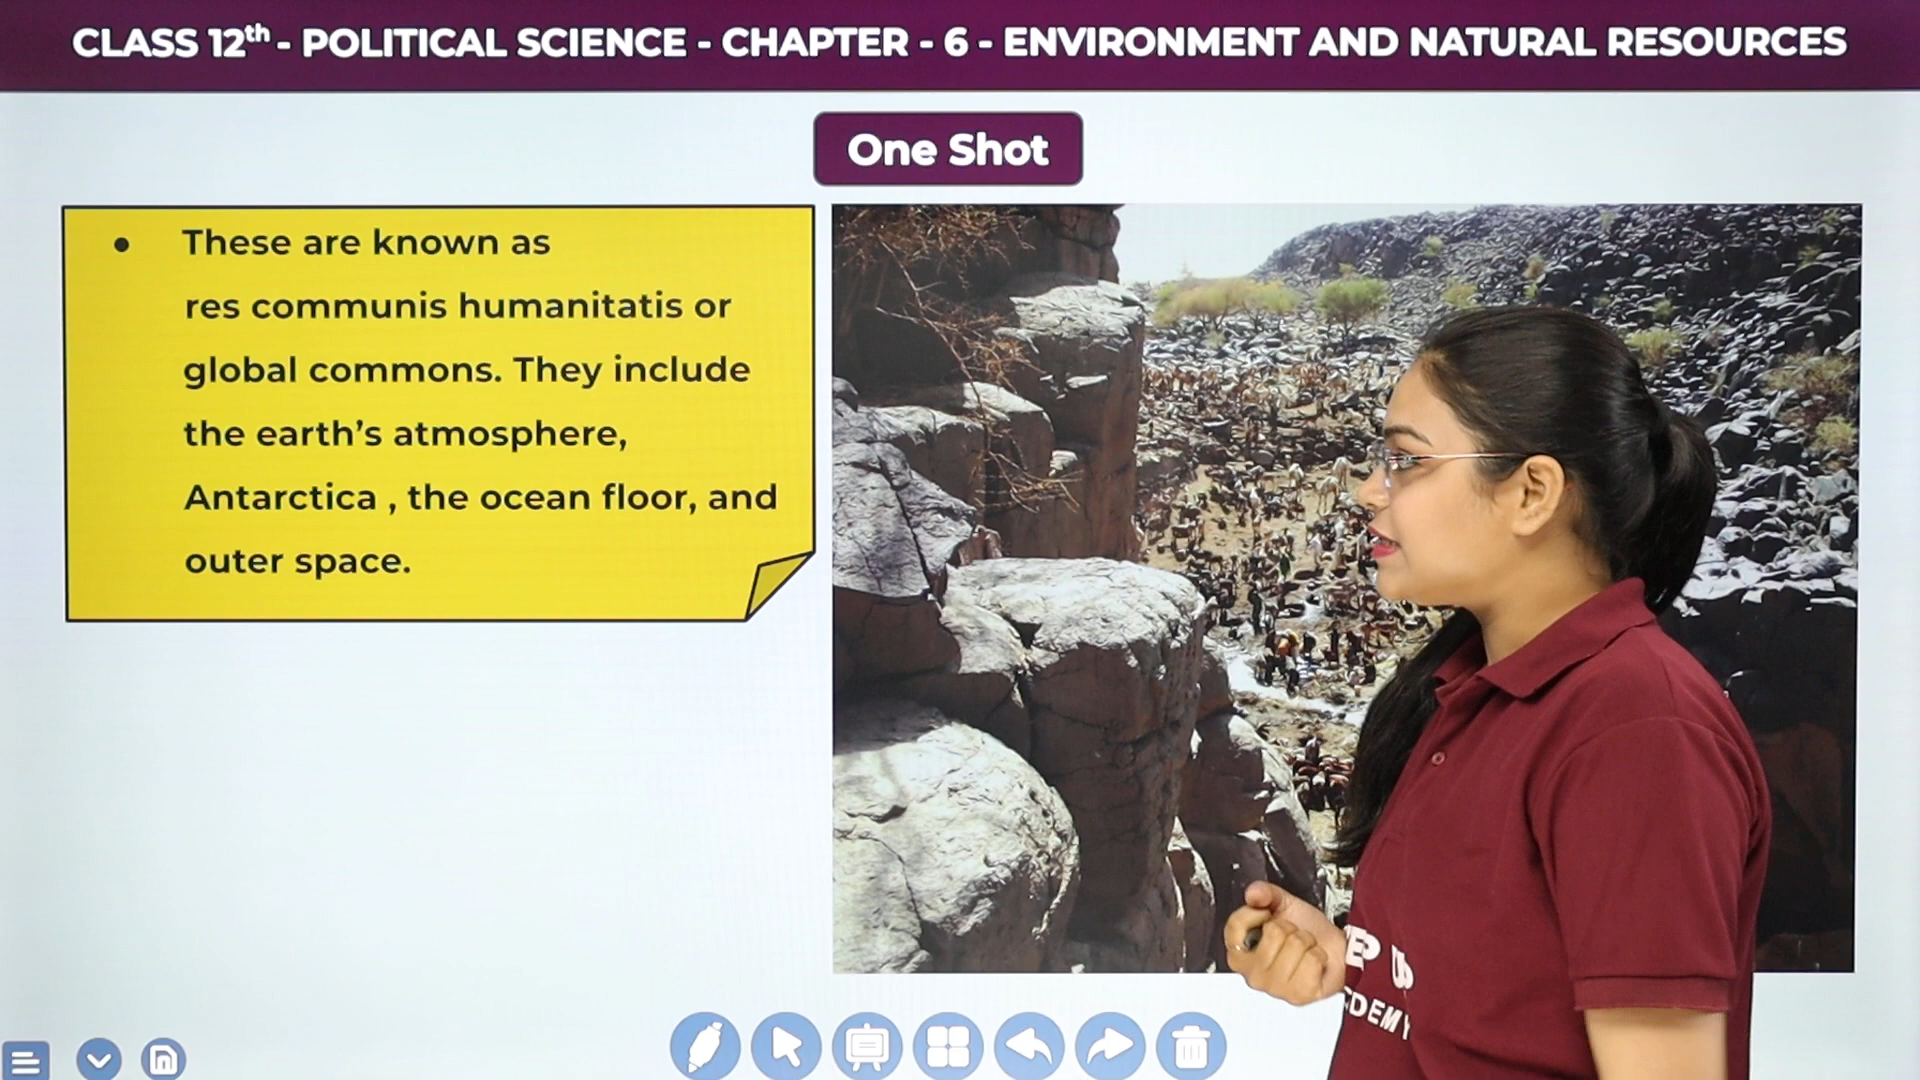 CLASS 12th - POLITICAL SCIENCE - CHAPTER - 6 - ENVIRONMENT AND NATURAL RESOURCES
One Shot
• These are known as
res communis humanitatis or
global commons. They include
the earth's atmosphere,
Antarctica , the ocean floor, and
outer space.